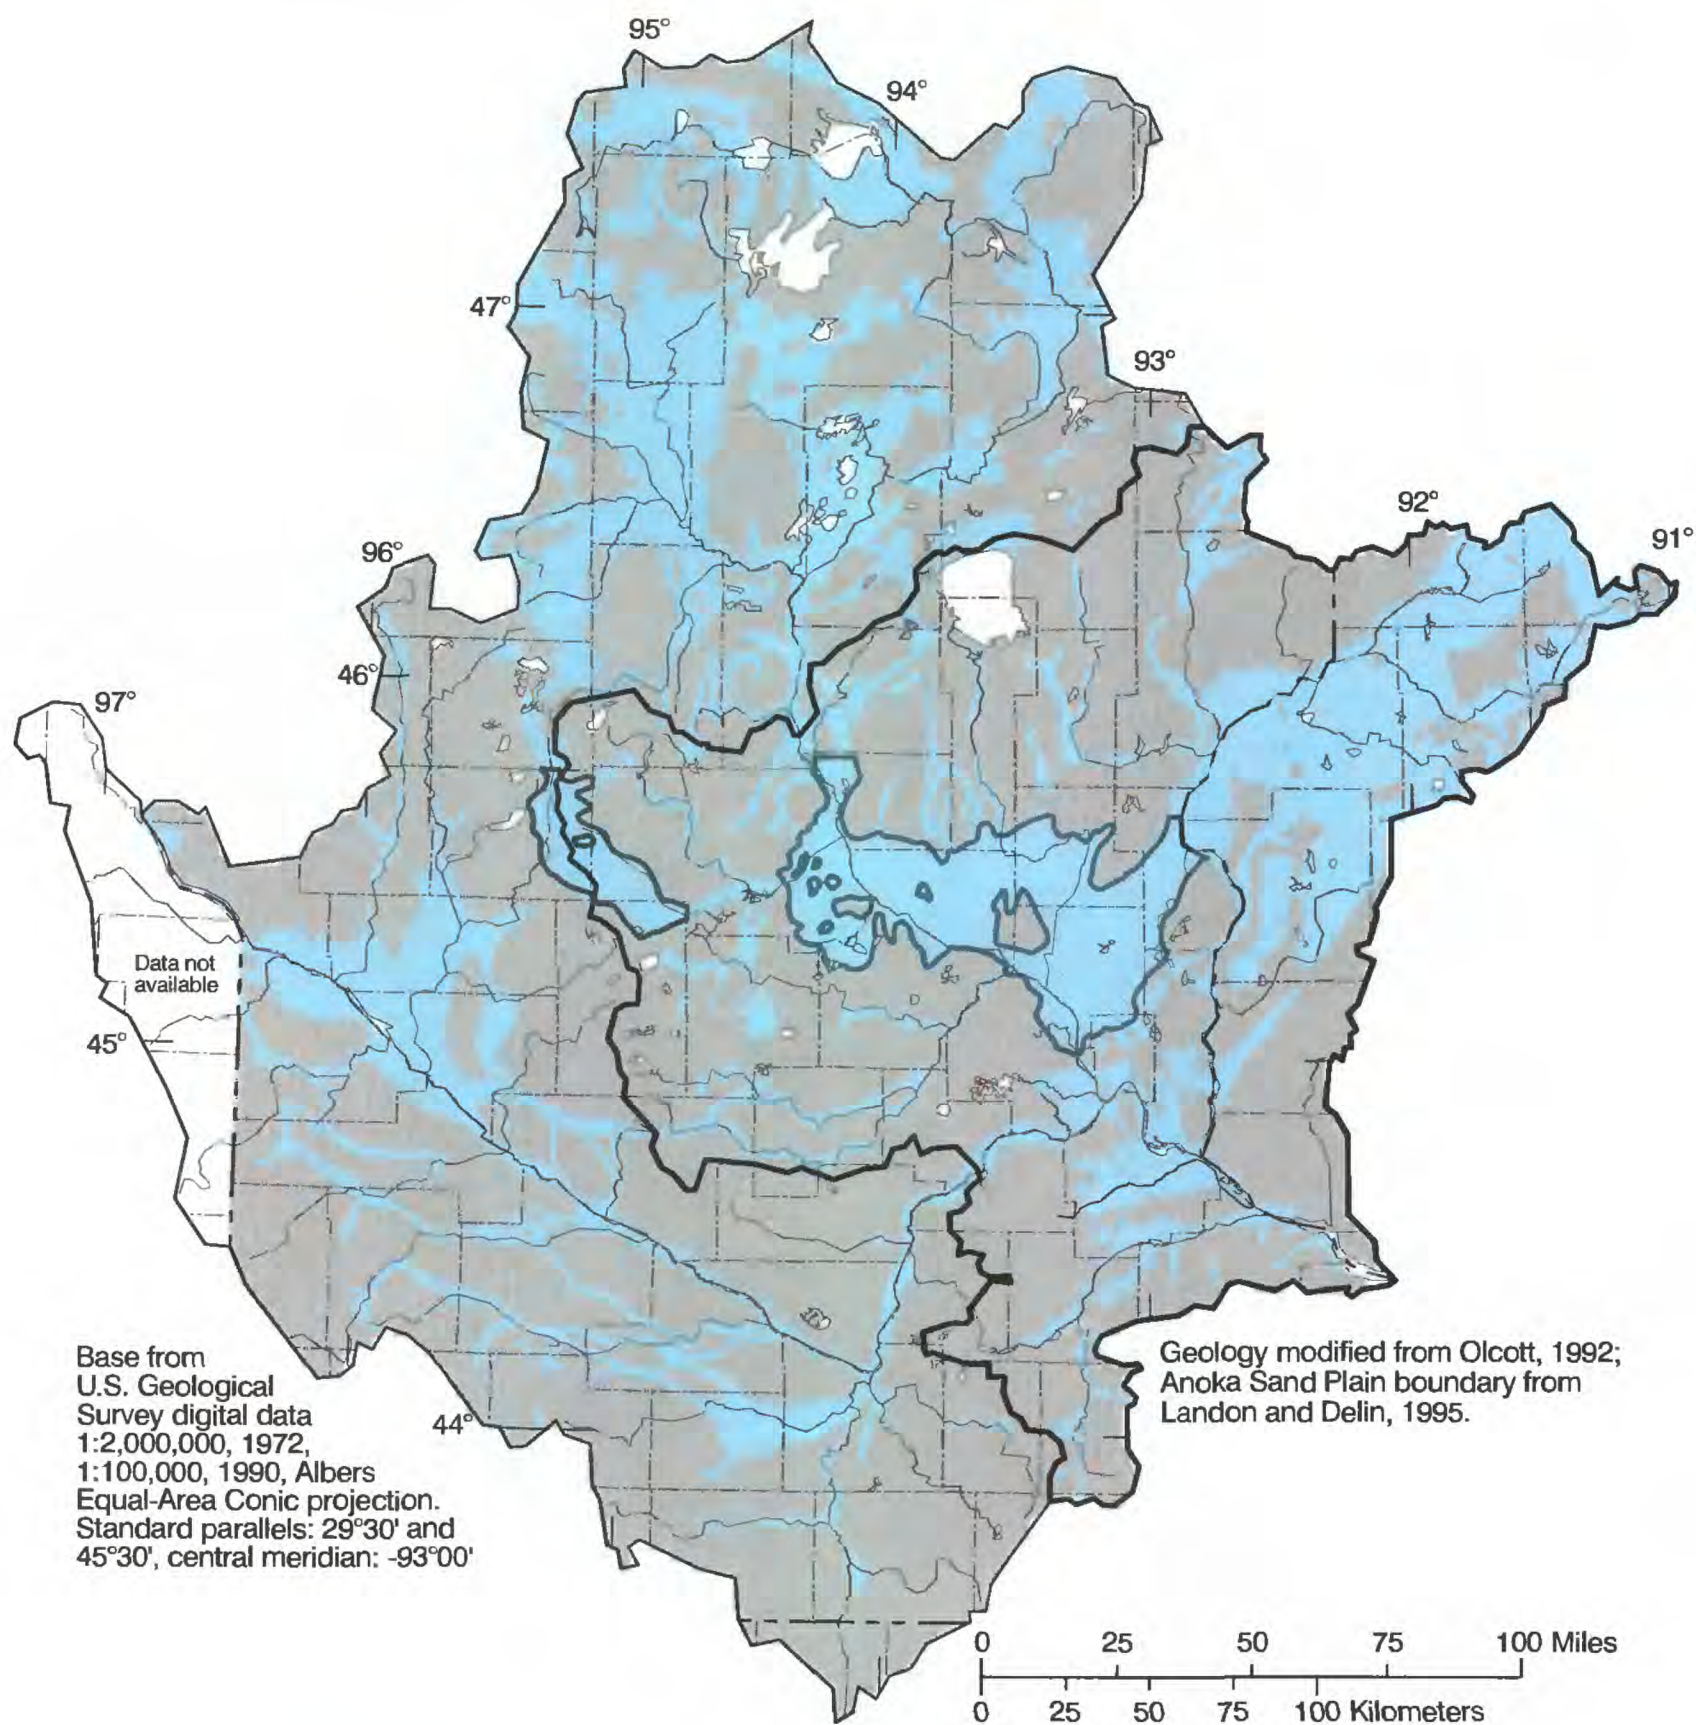 95°
94°
47°
93°
92°
91°
96°
46°
97°
Data not
available
45°
Base from
U.S. Geological
Survey digital data
1:2,000,000, 1972,
1:100,000, 1990, Albers
Equal-Area Conic projection.
Standard parallels: 29°30' and
45°30', central meridian: -93°00'
44°
Geology modified from Olcott, 1992;
Anoka Sand Plain boundary from
Landon and Delin, 1995.
0 25 50 75 100 Miles
0 25 50 75 100 Kilometers